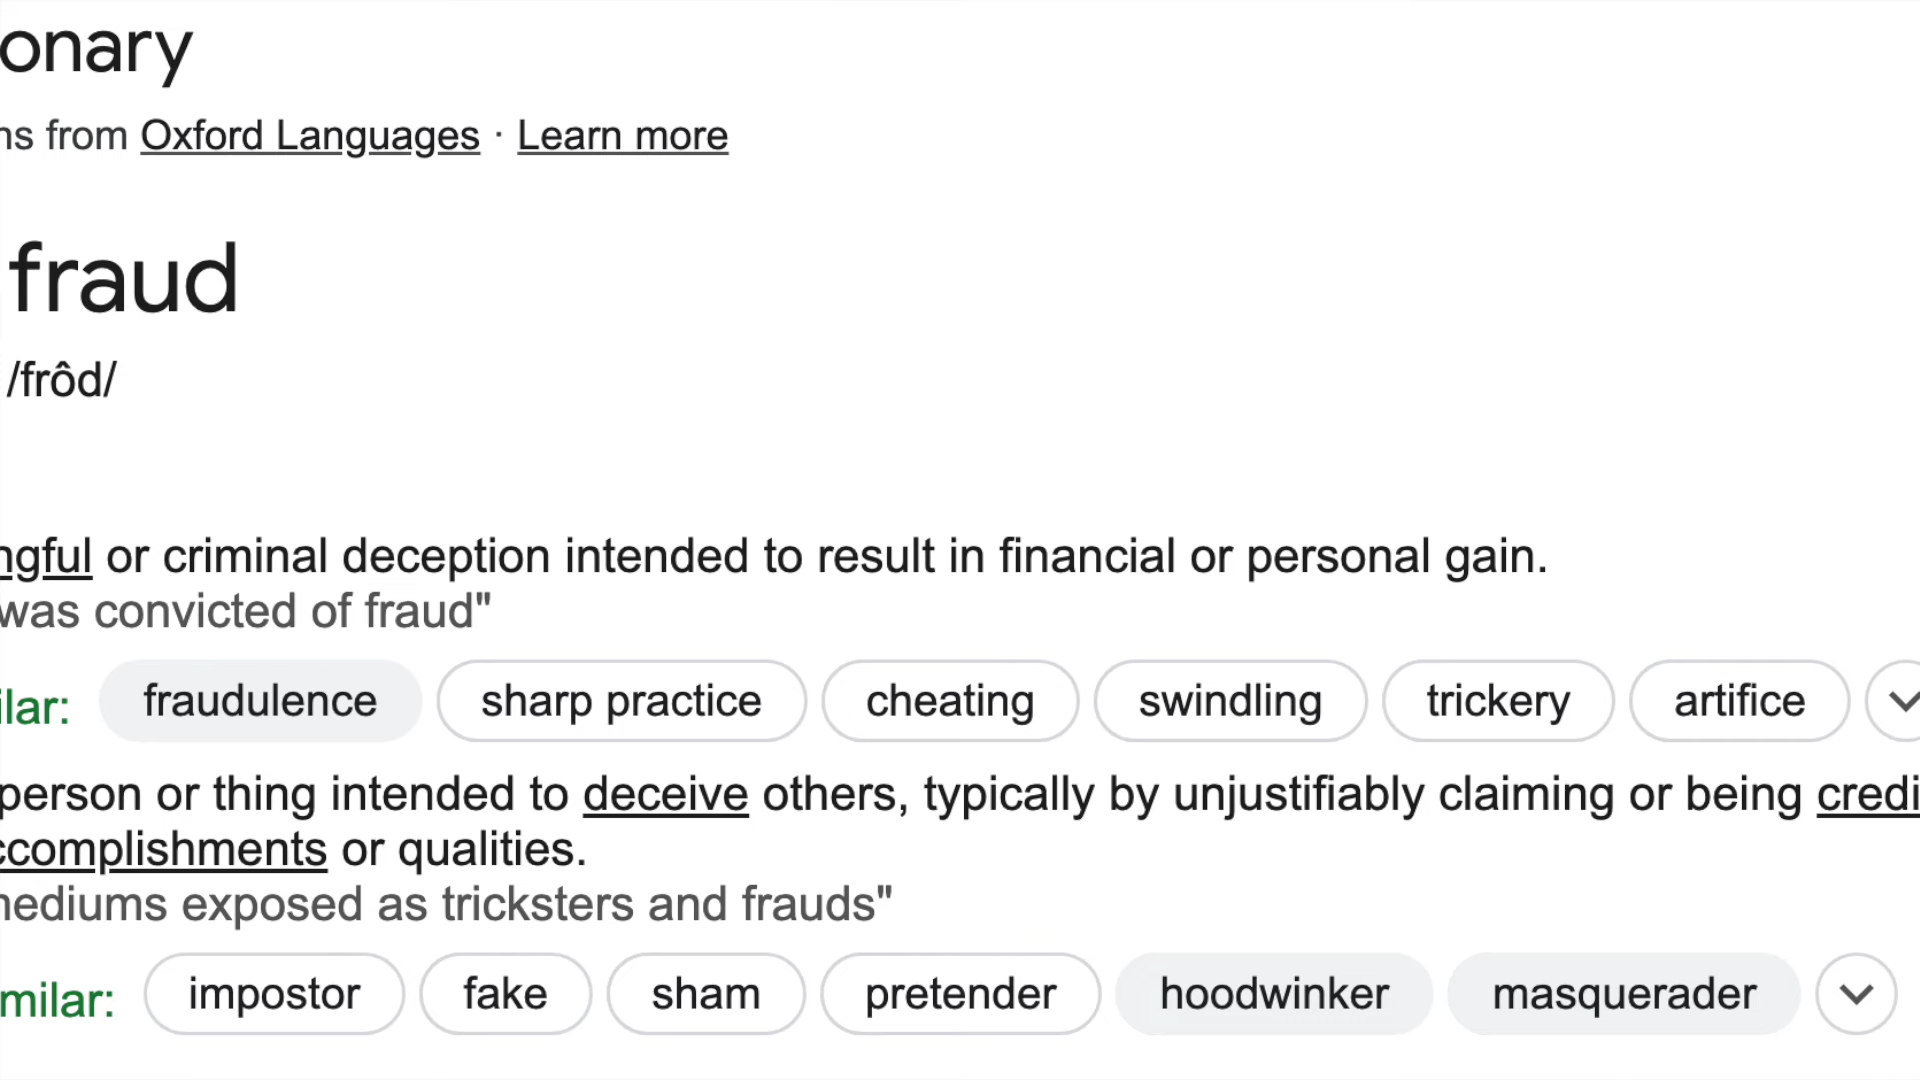 onary
ns from Oxford Languages · Learn more
fraud
/frôd/
ngful or criminal deception intended to result in financial or personal gain.
was convicted of fraud"
ilar: fraudulence sharp practice cheating swindling trickery artifice
person or thing intended to deceive others, typically by unjustifiably claiming or being credi
ccomplishments or qualities.
mediums exposed as tricksters and frauds"
milar: impostor fake sham pretender hoodwinker masquerader